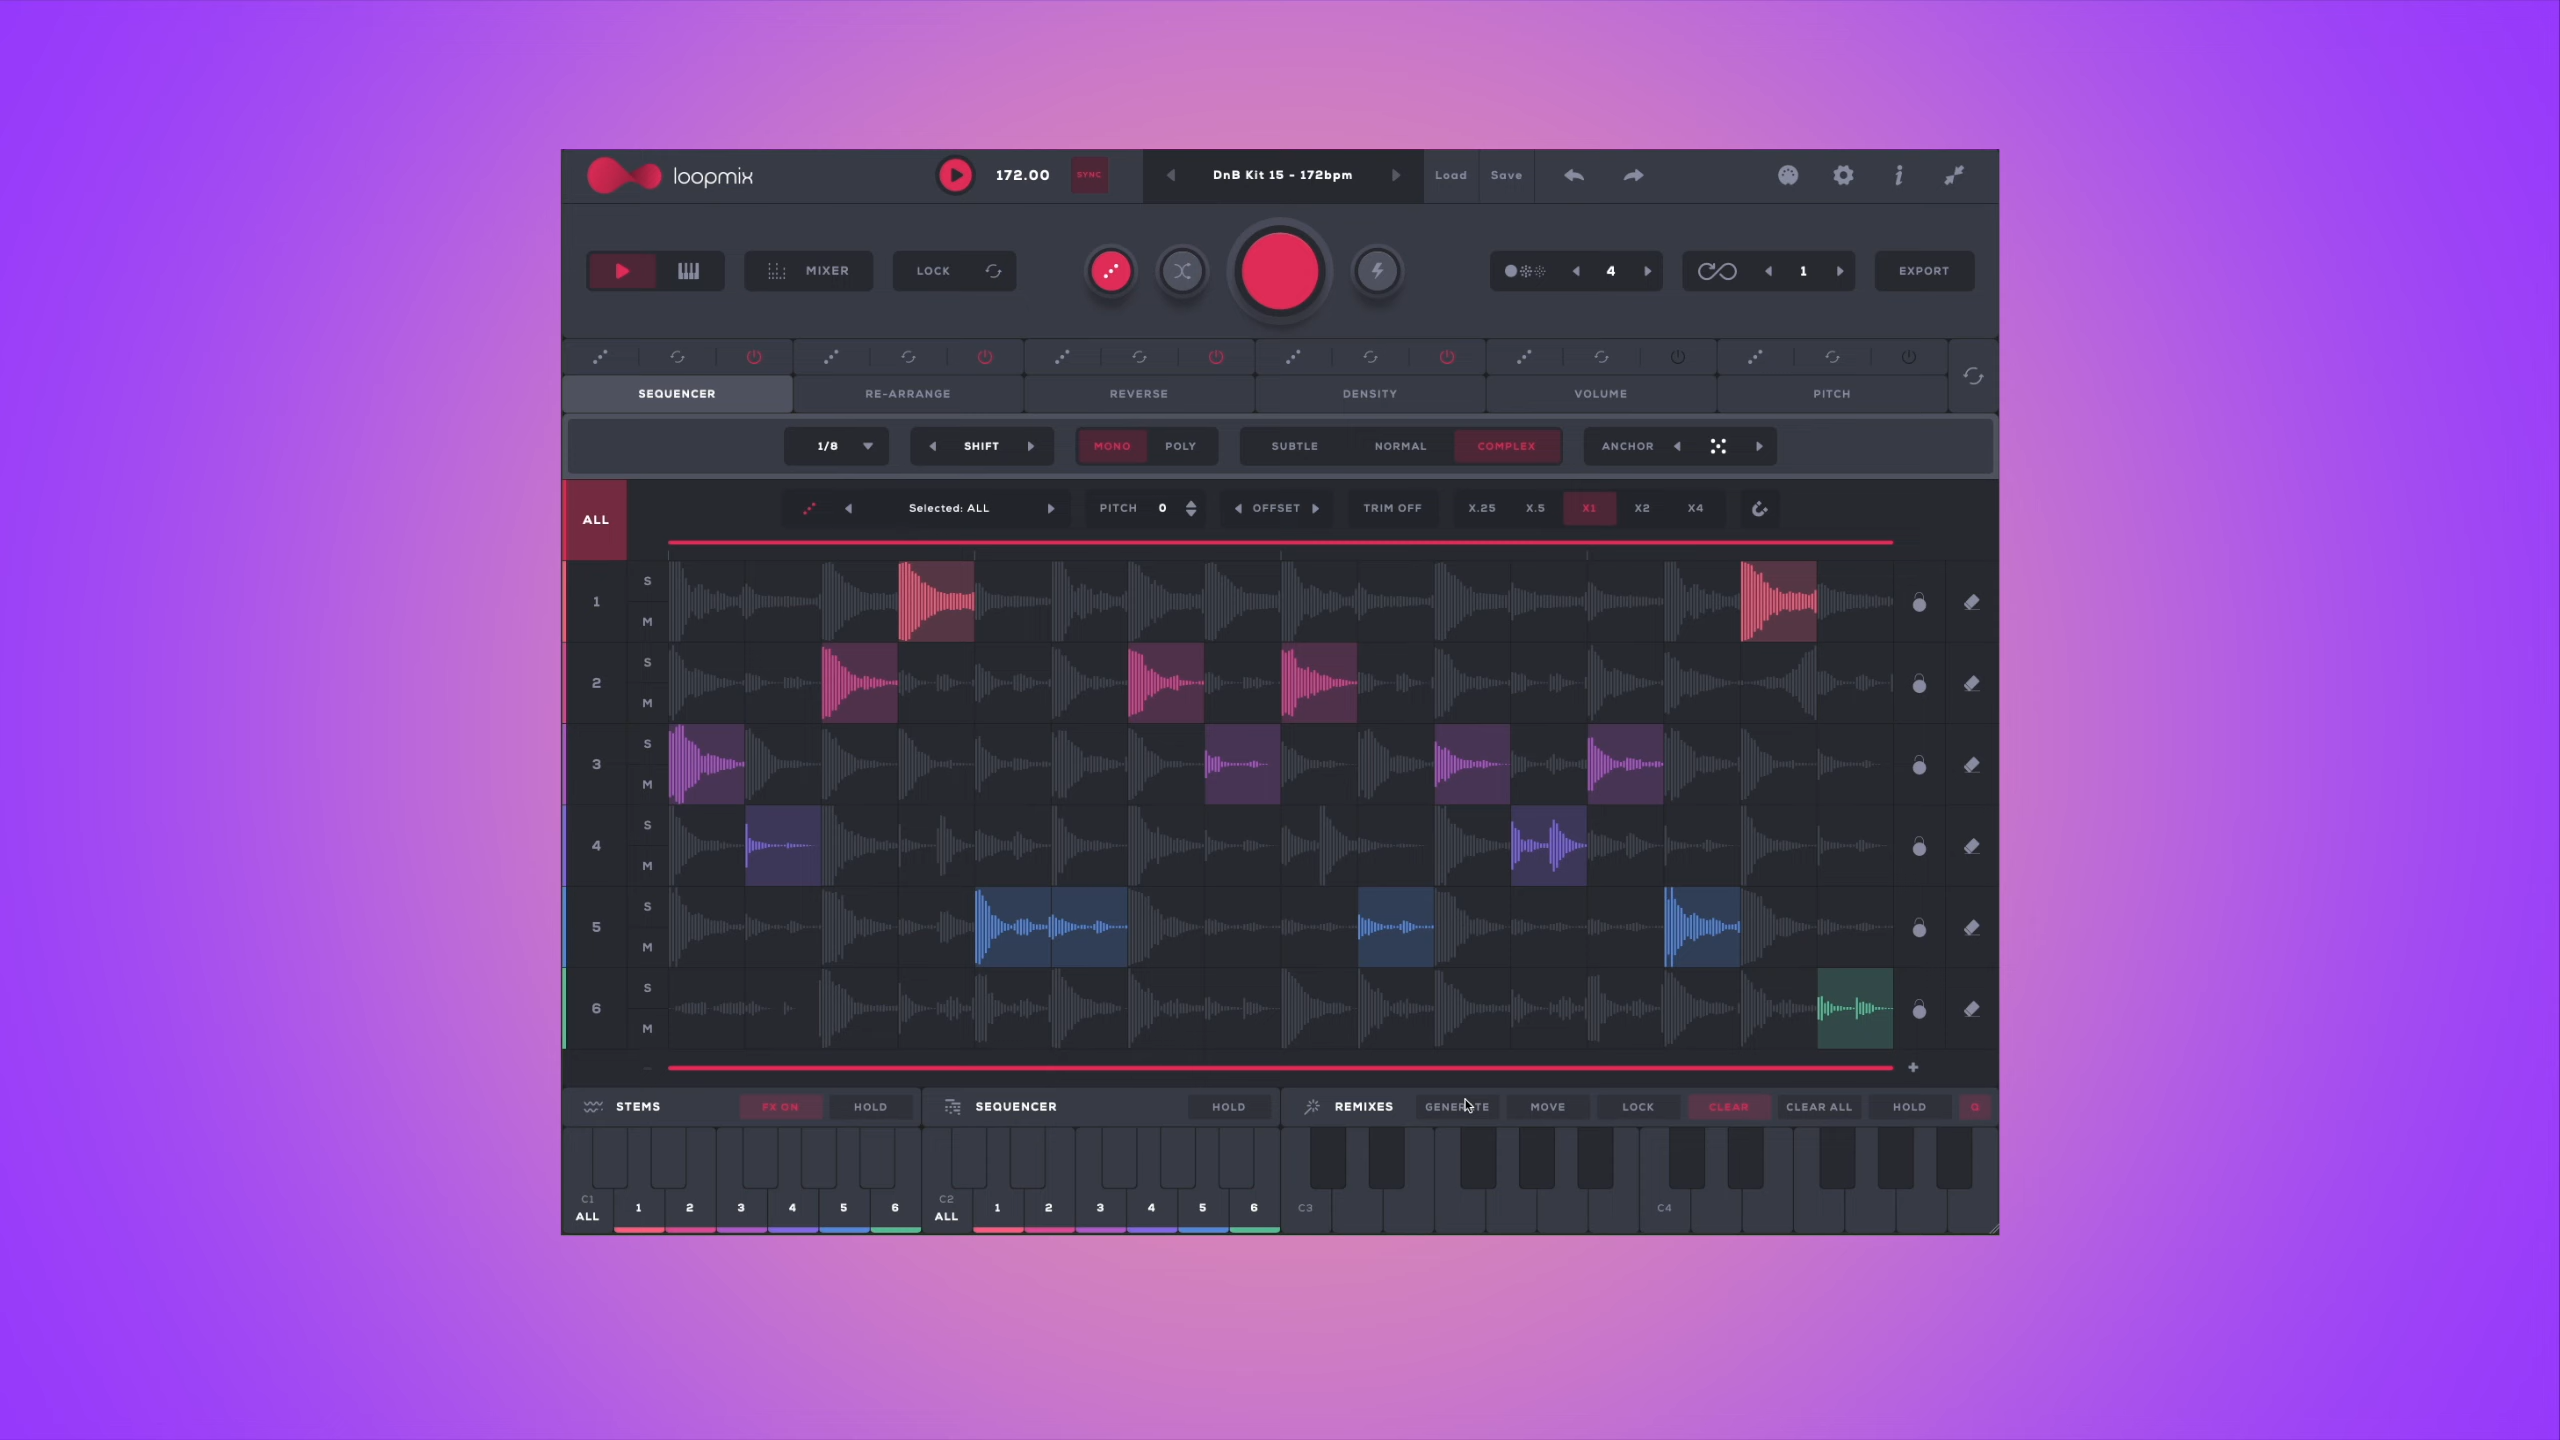 loopmix 172.00 SYNC DnB Kit 15 - 172bpm Load Save
MIXER LOCK 4 1 EXPORT
SEQUENCER RE-ARRANGE REVERSE DENSITY VOLUME PITCH
1/8 SHIFT MONO POLY SUBTLE NORMAL COMPLEX ANCHOR
ALL Selected: ALL PITCH 0 OFFSET TRIM OFF X.25 X.5 X1 X2 X4
S
1
M
S
2
M
S
3
M
S
4
M
S
5
M
S
6
M
STEMS FX ON HOLD SEQUENCER HOLD REMIXES GENERATE MOVE LOCK CLEAR CLEAR ALL HOLD Q
C1 C2
ALL 1 2 3 4 5 6 ALL 1 2 3 4 5 6 C3 C4